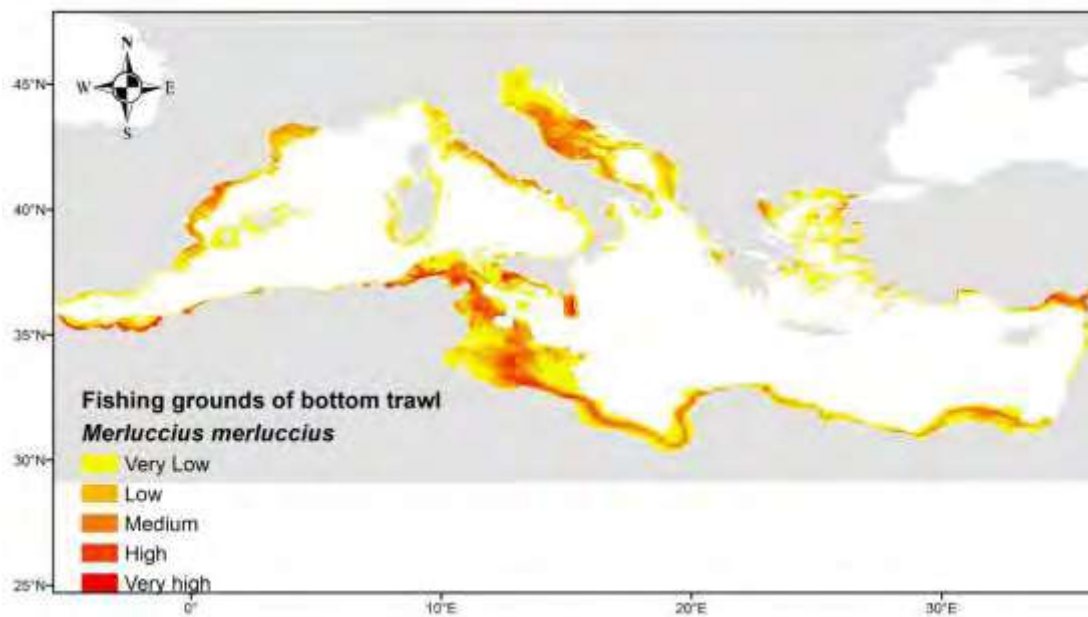 N
W E
S
45°N
40°N
35°N
30°N
25°N
Fishing grounds of bottom trawl
Merluccius merluccius
Very Low
Low
Medium
High
Very high
0° 10°E 20°E 30°E